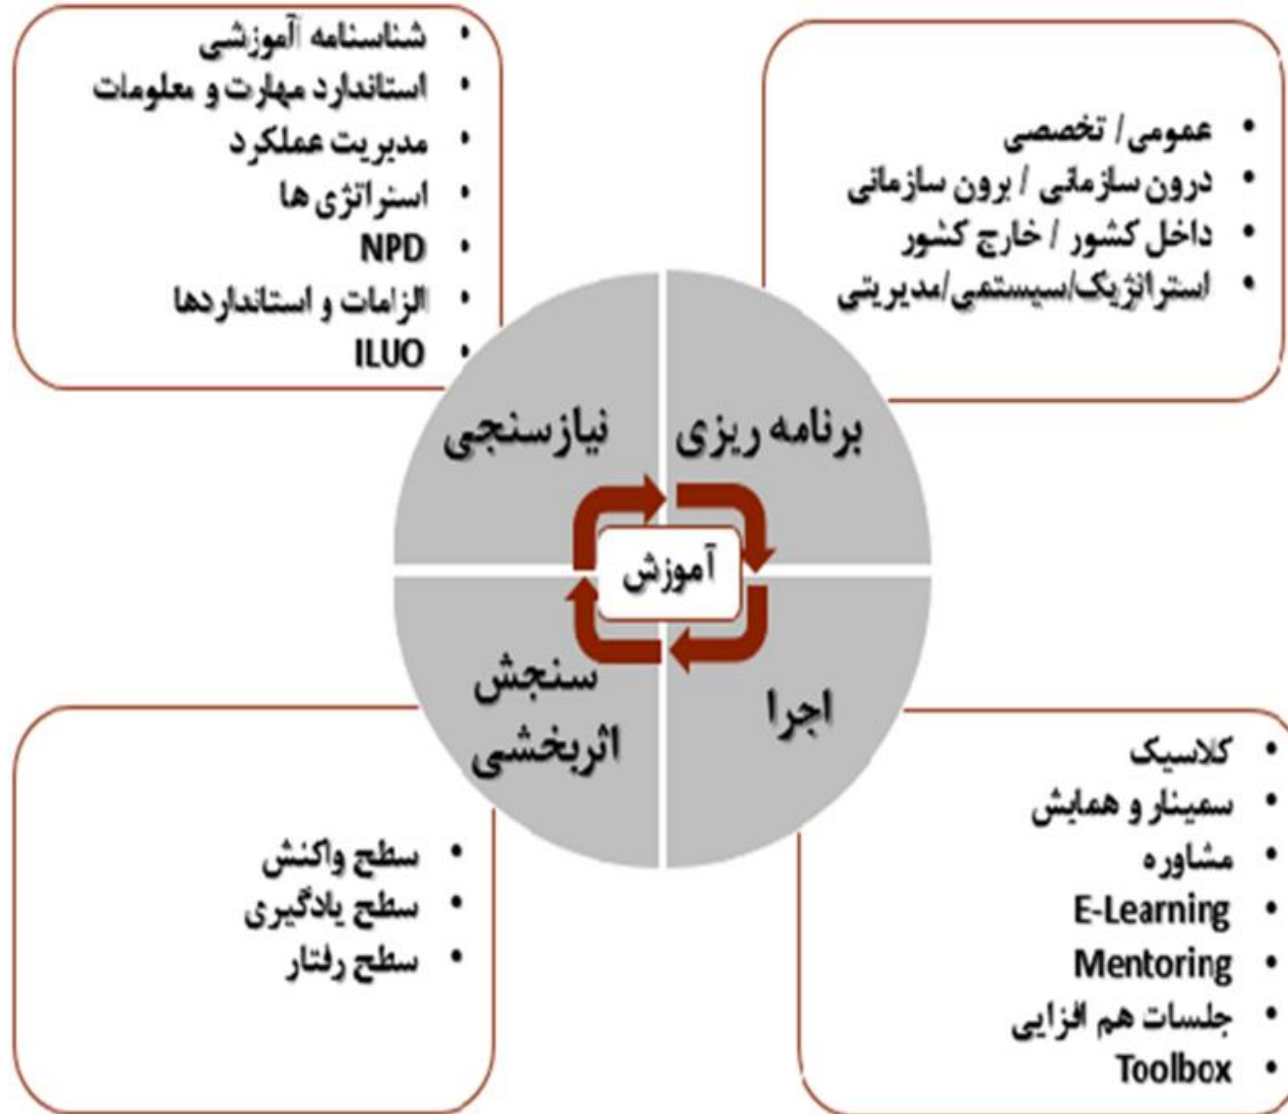 شناسنامه آموزشی
استاندارد مهارت و معلومات
مدیریت عملکرد
استراتژی ها
NPD
الزامات و استانداردها
ILUO
عمومی / تخصصی
درون سازمانی / برون سازمانی
داخل کشور / خارج کشور
استراتژیک/سیستمی/مدیریتی
نیازسنجی
برنامه ریزی
آموزش
سنجش
اثربخشی
اجرا
سطح واکنش
سطح یادگیری
سطح رفتار
کلاسیک
سمینار و همایش
مشاوره
E-Learning
Mentoring
جلسات هم افزایی
Toolbox